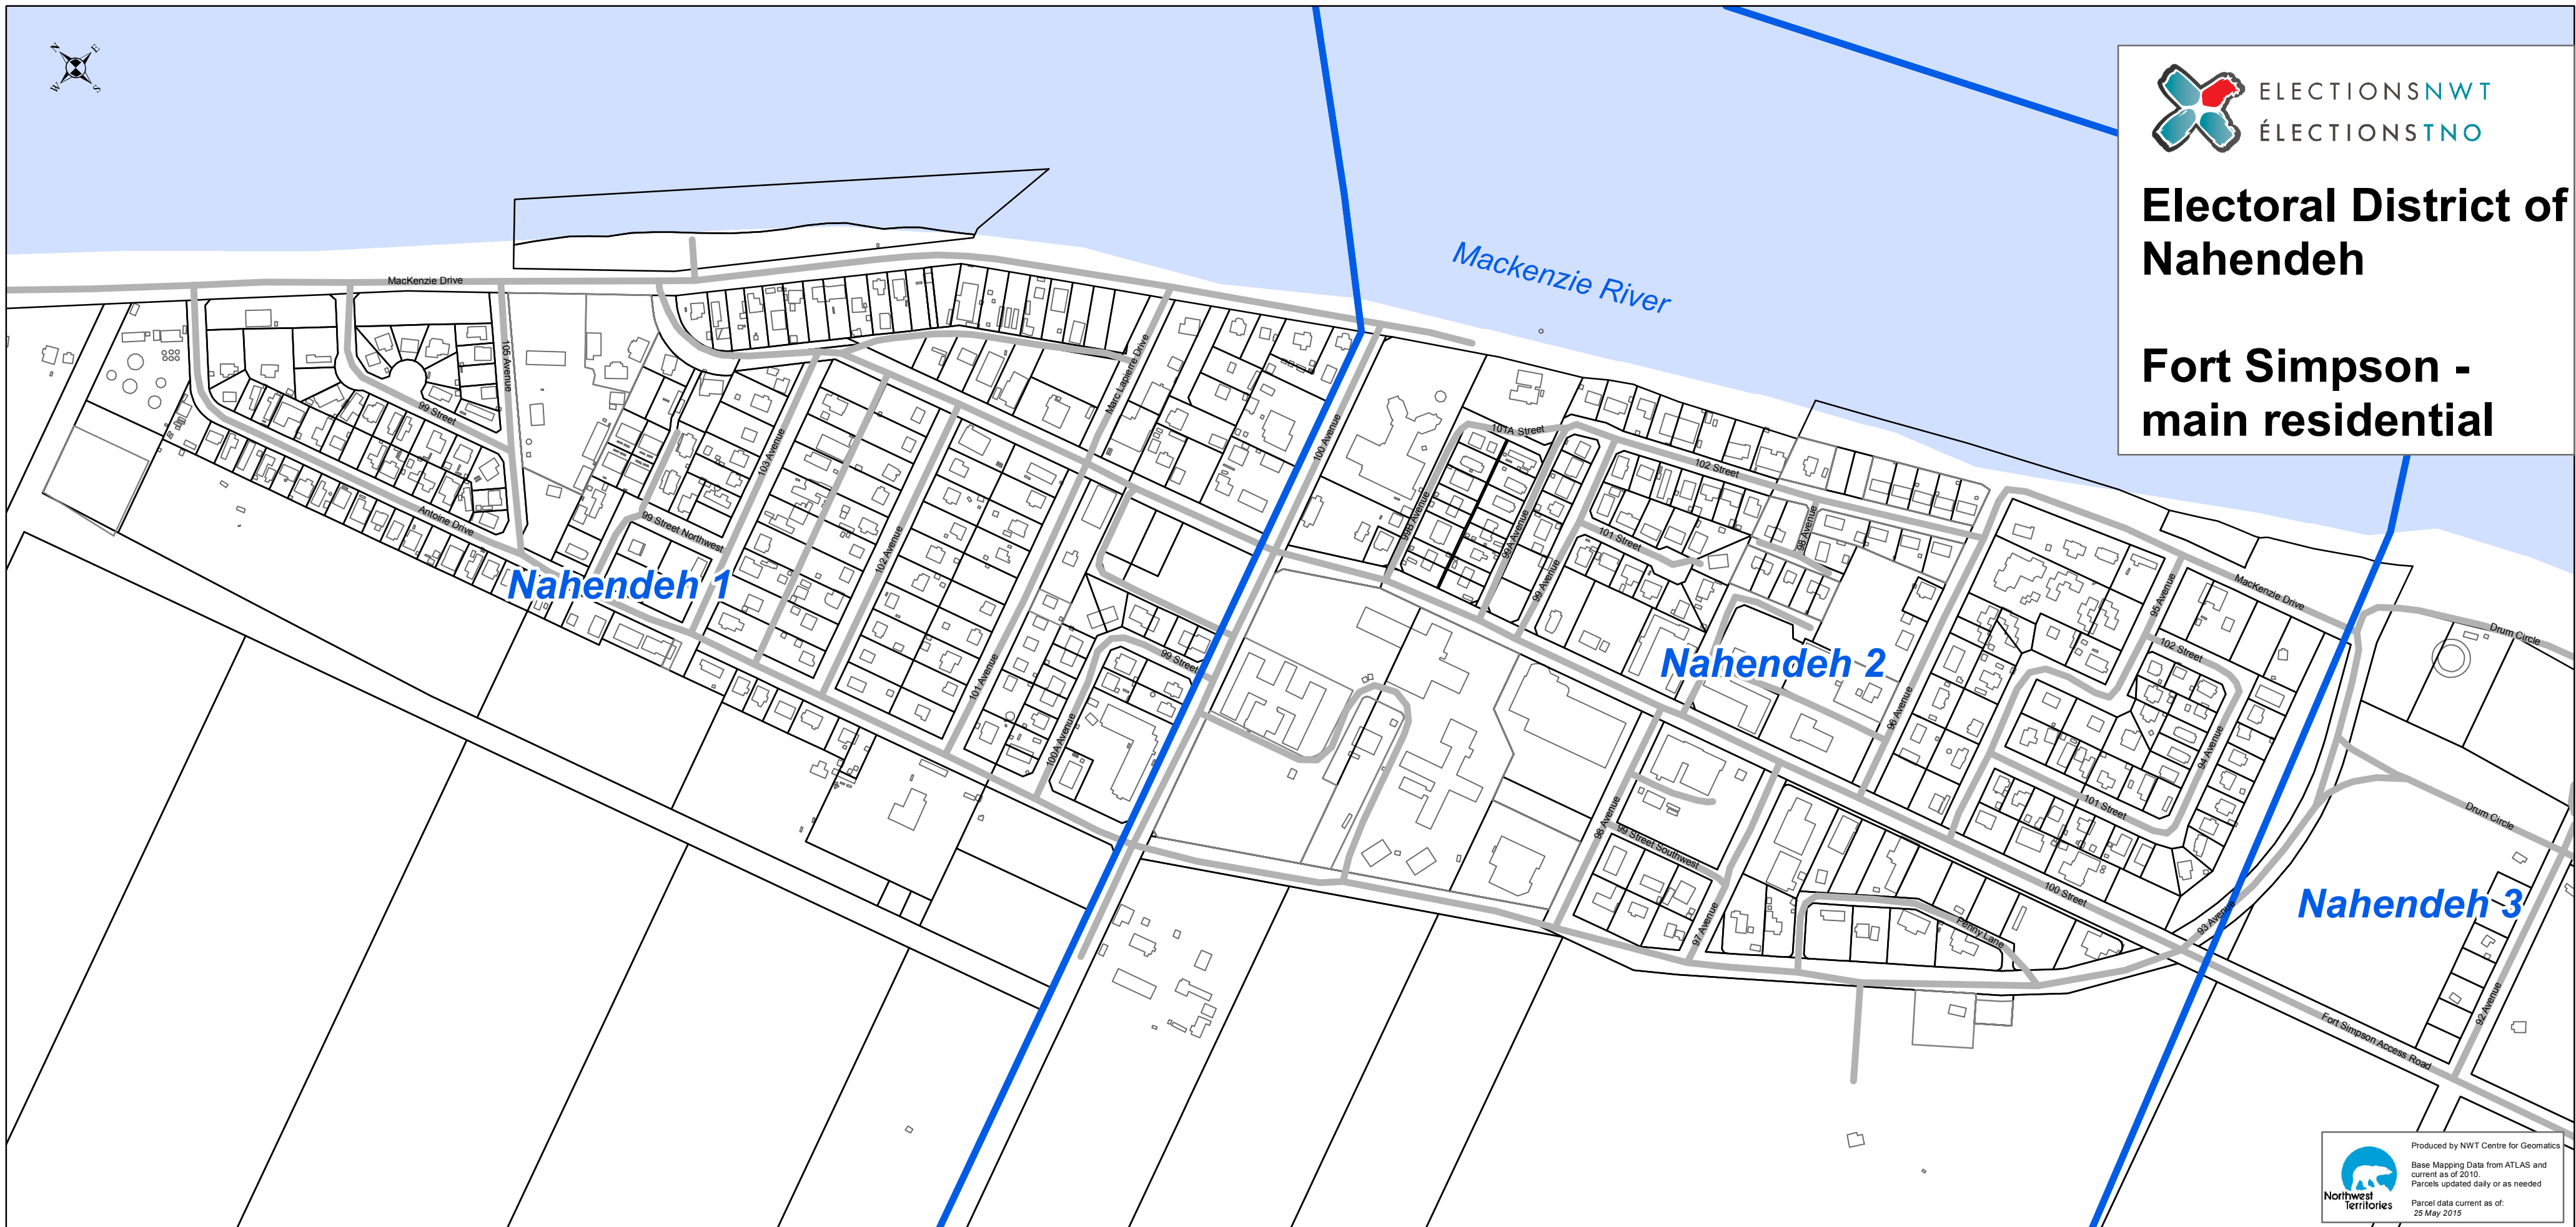 N
E
W
S
ELECTIONSNWT
ÉLECTIONSTNO
Electoral District of
Nahendeh
Fort Simpson -
main residential
Mackenzie River
MacKenzie Drive
105 Avenue
99 Street
Antoine Drive
99 Street Northwest
103 Avenue
102 Avenue
101 Avenue
100A Avenue
99 Street
Marc Lapierre Drive
100 Avenue
Nahendeh 1
101A Street
99B Avenue
99A Avenue
99 Avenue
101 Street
102 Street
98 Avenue
Nahendeh 2
96 Avenue
95 Avenue
MacKenzie Drive
102 Street
94 Avenue
101 Street
98 Avenue
99 Street Southwest
97 Avenue
Penny Lane
100 Street
93 Avenue
Drum Circle
Drum Circle
Nahendeh 3
92 Avenue
Fort Simpson Access Road
Northwest
Territories
Produced by NWT Centre for Geomatics
Base Mapping Data from ATLAS and
current as of 2010.
Parcels updated daily or as needed
Parcel data current as of:
25 May 2015